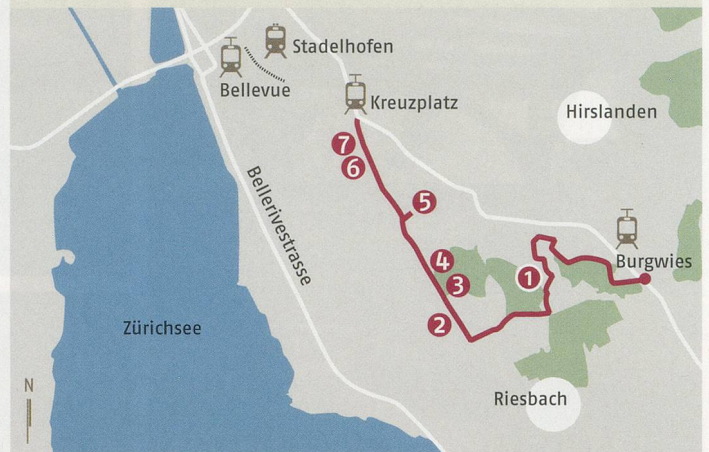 Stadelhofen
Bellevue
Kreuzplatz
Hirslanden
7
6
Bellerivestrasse
5
Burgwies
4
3
1
2
Zürichsee
N
Riesbach